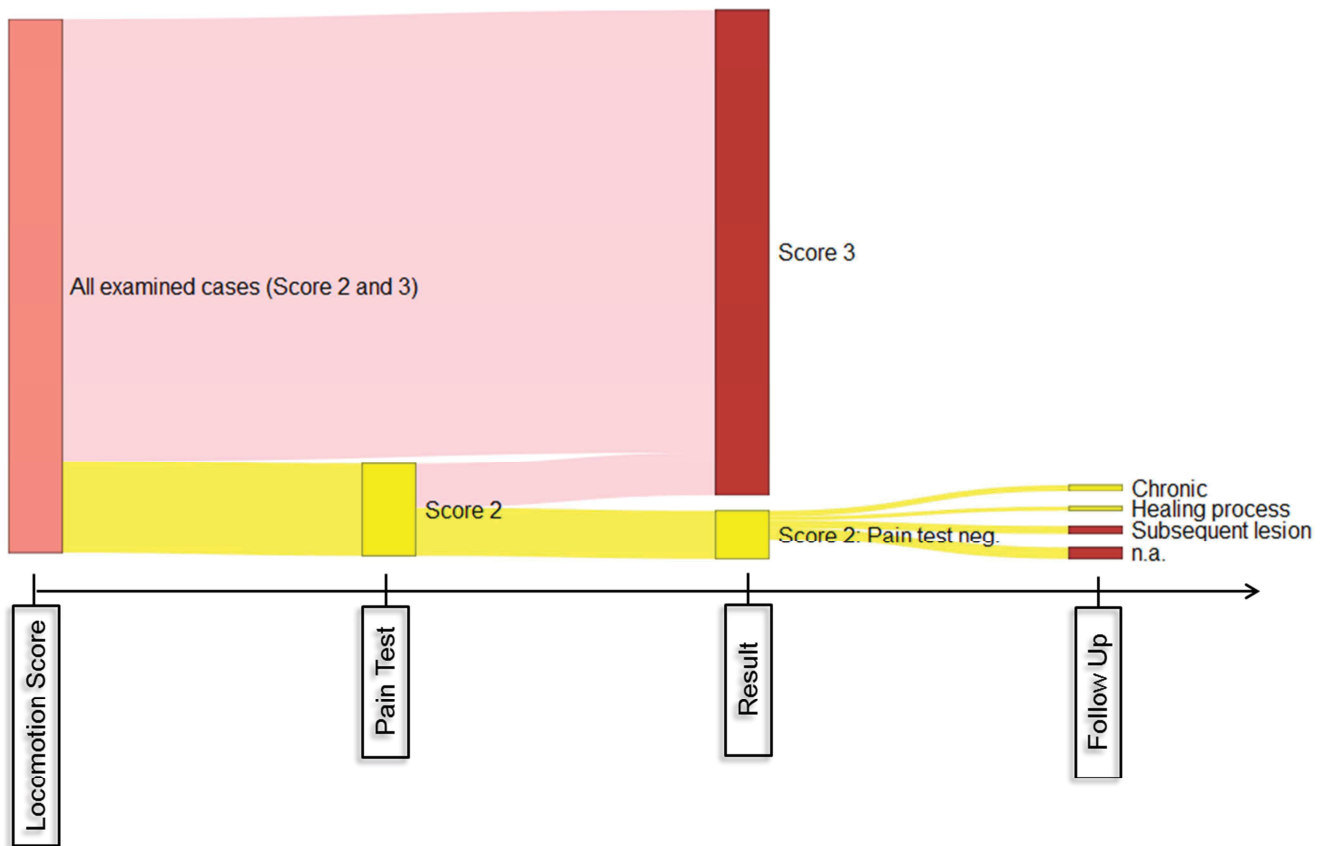 Score 3
All examined cases (Score 2 and 3)
Chronic
Healing process
Score 2
Subsequent lesion
Score 2: Pain test neg.
n.a.
Locomotion Score
Pain Test
Result
Follow Up